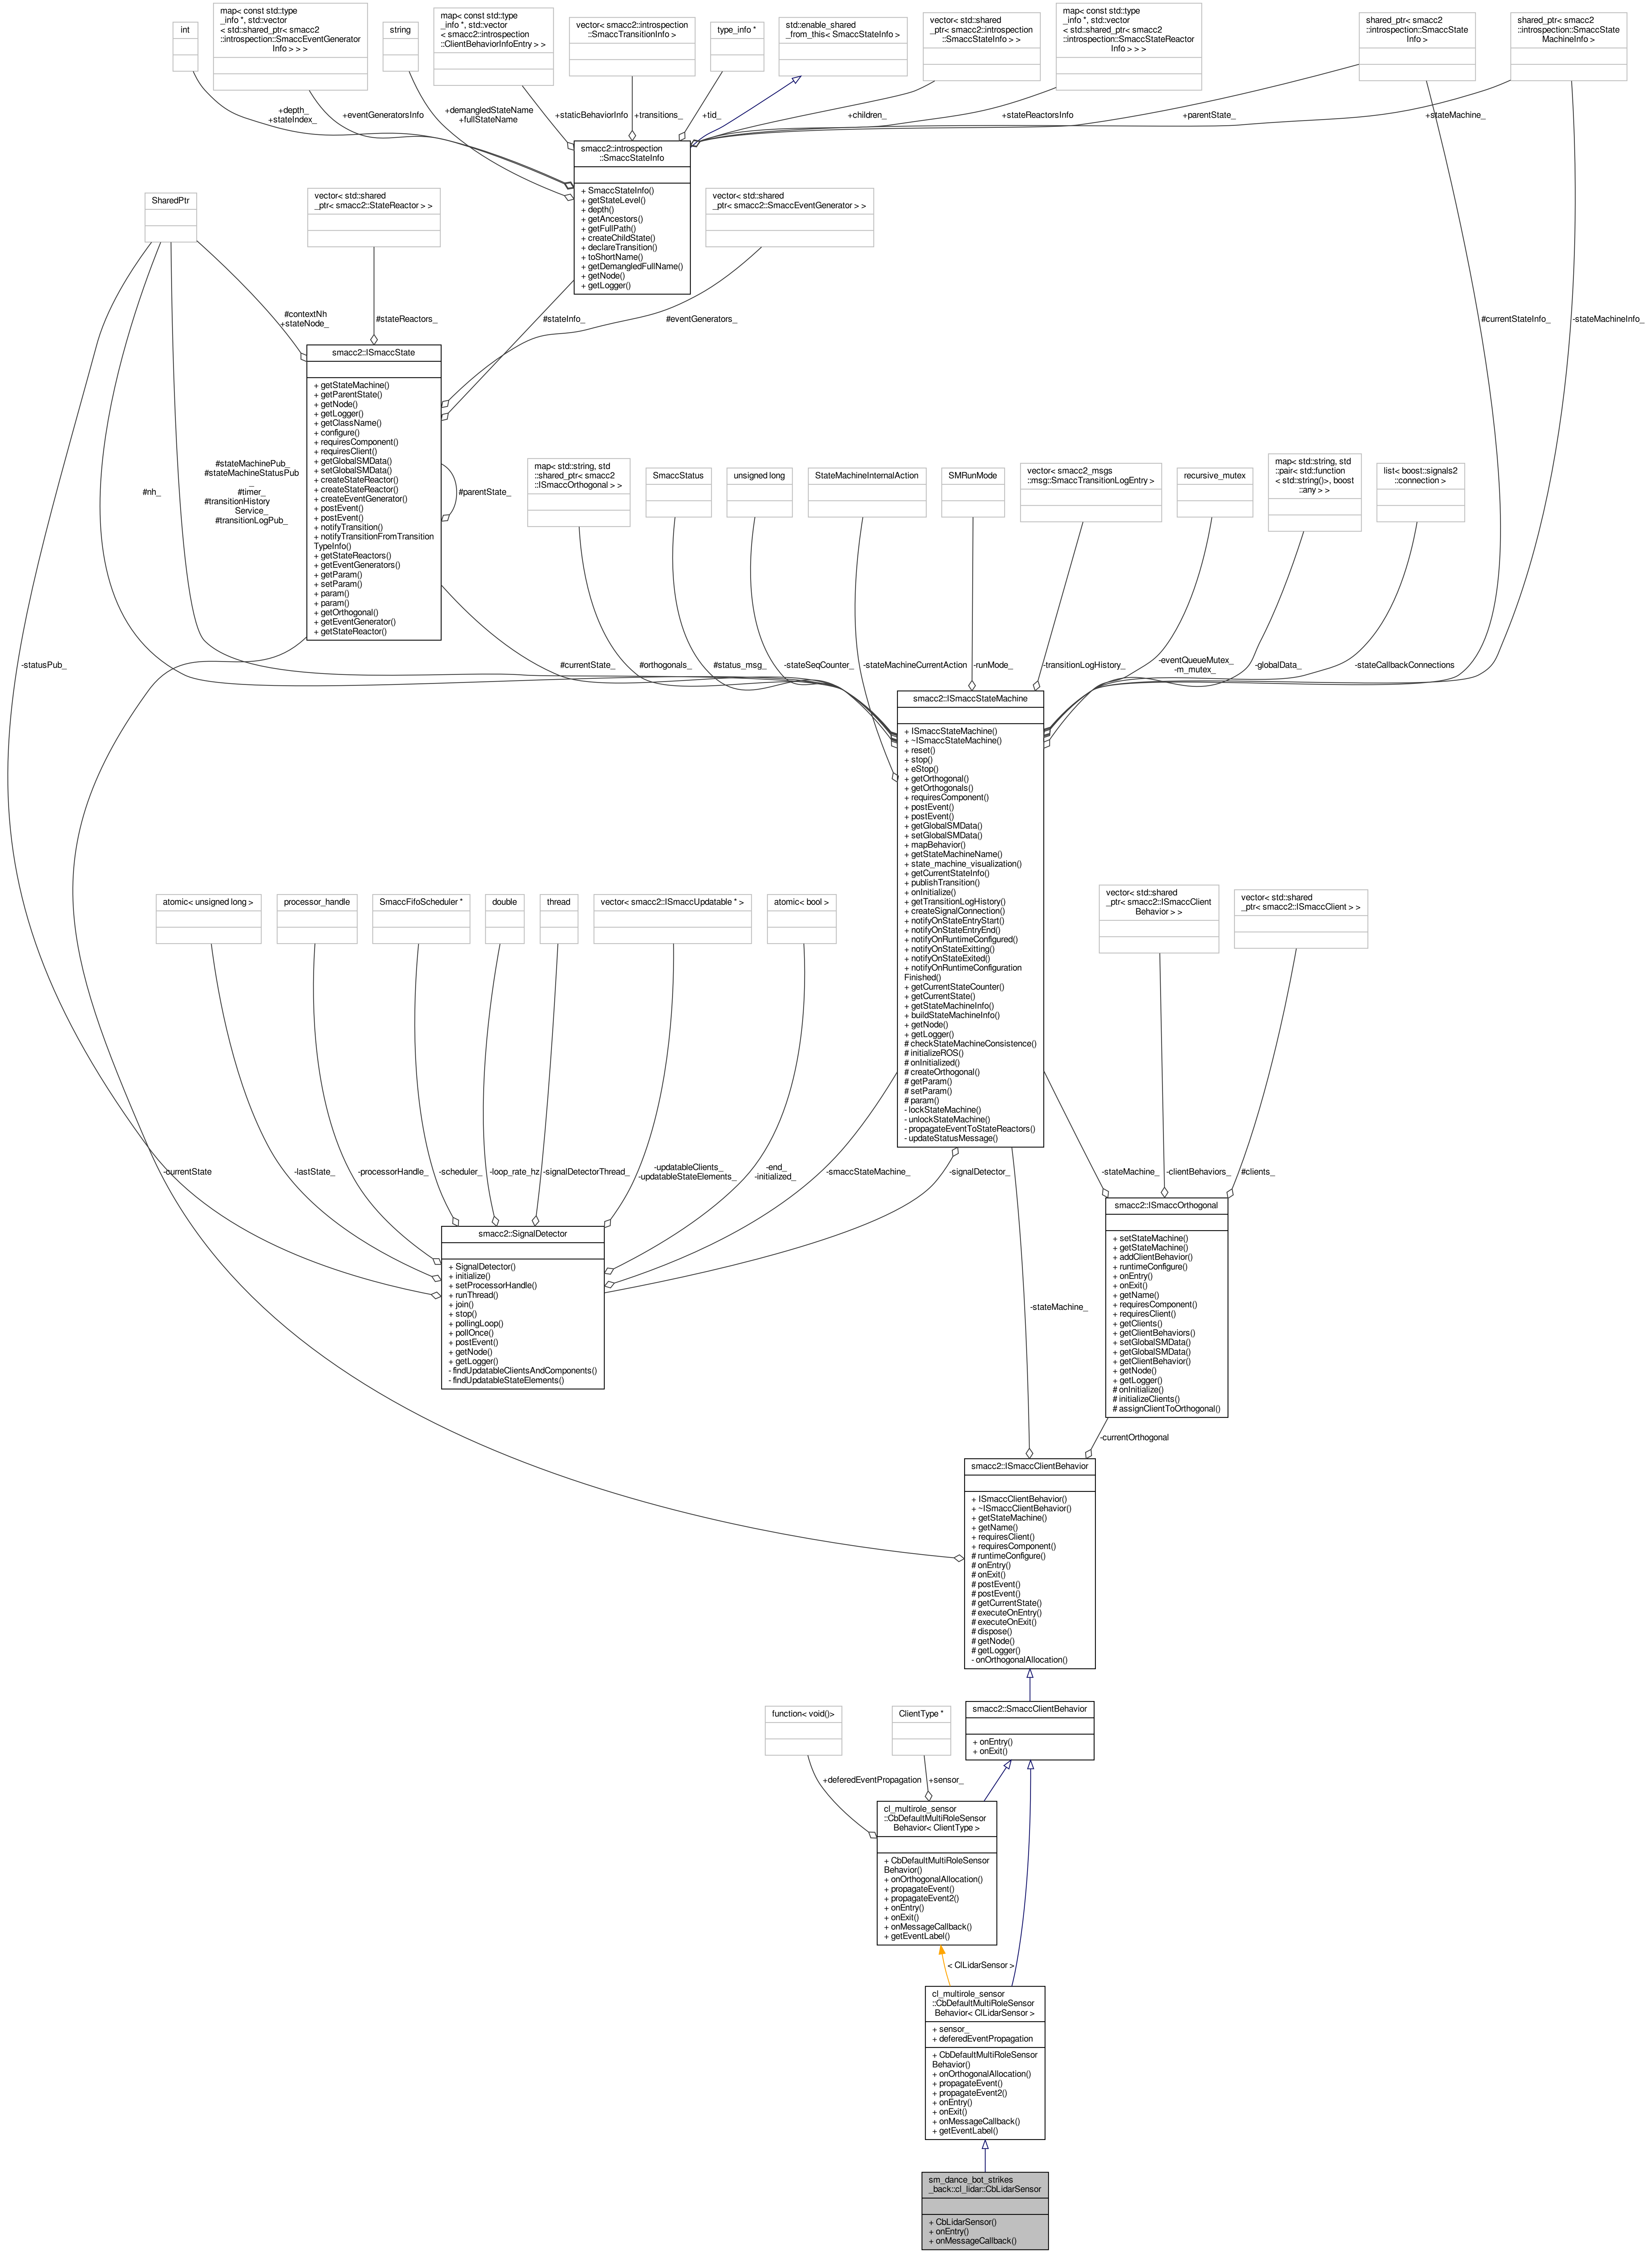 int
map< const std::type
_info *, std::vector
< std::shared_ptr< smacc2
::introspection::SmaccEventGenerator
Info > > >
string
map< const std::type
_info *, std::vector
< smacc2::introspection
::ClientBehaviorInfoEntry > >
vector< smacc2::introspection
::SmaccTransitionInfo >
type_info *
std::enable_shared
_from_this< SmaccStateInfo >
vector< std::shared
_ptr< smacc2::introspection
::SmaccStateInfo > >
map< const std::type
_info *, std::vector
< std::shared_ptr< smacc2
::introspection::SmaccStateReactor
Info > > >
shared_ptr< smacc2
::introspection::SmaccState
Info >
shared_ptr< smacc2
::introspection::SmaccState
MachineInfo >
+depth_
+stateIndex_
+eventGeneratorsInfo
+demangledStateName
+fullStateName
+staticBehaviorInfo
+transitions_
+tid_
+children_
+stateReactorsInfo
+parentState_
+stateMachine_
smacc2::introspection
::SmaccStateInfo
+ SmaccStateInfo()
+ getStateLevel()
+ depth()
+ getAncestors()
+ getFullPath()
+ createChildState()
+ declareTransition()
+ toShortName()
+ getDemangledFullName()
+ getNode()
+ getLogger()
SharedPtr
vector< std::shared
_ptr< smacc2::StateReactor > >
vector< std::shared
_ptr< smacc2::SmaccEventGenerator > >
#contextNh
+stateNode_
#stateReactors_
#stateInfo_
#eventGenerators_
#currentStateInfo_
-stateMachineInfo_
smacc2::ISmaccState
+ getStateMachine()
+ getParentState()
+ getNode()
+ getLogger()
+ getClassName()
+ configure()
+ requiresComponent()
+ requiresClient()
+ getGlobalSMData()
+ setGlobalSMData()
+ createStateReactor()
+ createStateReactor()
+ createEventGenerator()
+ postEvent()
+ postEvent()
+ notifyTransition()
+ notifyTransitionFromTransition
TypeInfo()
+ getStateReactors()
+ getEventGenerators()
+ getParam()
+ setParam()
+ param()
+ param()
+ getOrthogonal()
+ getEventGenerator()
+ getStateReactor()
#parentState_
#nh_
#stateMachinePub_
#stateMachineStatusPub
_
#timer_
#transitionHistory
Service_
#transitionLogPub_
map< std::string, std
::shared_ptr< smacc2
::ISmaccOrthogonal > >
SmaccStatus
unsigned long
StateMachineInternalAction
SMRunMode
vector< smacc2_msgs
::msg::SmaccTransitionLogEntry >
recursive_mutex
map< std::string, std
::pair< std::function
< std::string()>, boost
::any > >
list< boost::signals2
::connection >
-statusPub_
#currentState_
#orthogonals_
#status_msg_
-stateSeqCounter_
-stateMachineCurrentAction
-runMode_
-transitionLogHistory_
-eventQueueMutex_
-m_mutex_
-globalData_
-stateCallbackConnections
smacc2::ISmaccStateMachine
+ ISmaccStateMachine()
+ ~ISmaccStateMachine()
+ reset()
+ stop()
+ eStop()
+ getOrthogonal()
+ getOrthogonals()
+ requiresComponent()
+ postEvent()
+ postEvent()
+ getGlobalSMData()
+ setGlobalSMData()
+ mapBehavior()
+ getStateMachineName()
+ state_machine_visualization()
+ getCurrentStateInfo()
+ publishTransition()
+ onInitialize()
+ getTransitionLogHistory()
+ createSignalConnection()
+ notifyOnStateEntryStart()
+ notifyOnStateEntryEnd()
+ notifyOnRuntimeConfigured()
+ notifyOnStateExitting()
+ notifyOnStateExited()
+ notifyOnRuntimeConfiguration
Finished()
+ getCurrentStateCounter()
+ getCurrentState()
+ getStateMachineInfo()
+ buildStateMachineInfo()
+ getNode()
+ getLogger()
# checkStateMachineConsistence()
# initializeROS()
# onInitialized()
# createOrthogonal()
# getParam()
# setParam()
# param()
- lockStateMachine()
- unlockStateMachine()
- propagateEventToStateReactors()
- updateStatusMessage()
atomic< unsigned long >
processor_handle
SmaccFifoScheduler *
double
thread
vector< smacc2::ISmaccUpdatable * >
atomic< bool >
vector< std::shared
_ptr< smacc2::ISmaccClient
Behavior > >
vector< std::shared
_ptr< smacc2::ISmaccClient > >
-currentState
-lastState_
-processorHandle_
-scheduler_
-loop_rate_hz
-signalDetectorThread_
-updatableClients_
-updatableStateElements_
-end_
-initialized_
-smaccStateMachine_
-signalDetector_
-stateMachine_
-clientBehaviors_
#clients_
smacc2::SignalDetector
+ SignalDetector()
+ initialize()
+ setProcessorHandle()
+ runThread()
+ join()
+ stop()
+ pollingLoop()
+ pollOnce()
+ postEvent()
+ getNode()
+ getLogger()
- findUpdatableClientsAndComponents()
- findUpdatableStateElements()
smacc2::ISmaccOrthogonal
+ setStateMachine()
+ getStateMachine()
+ addClientBehavior()
+ runtimeConfigure()
+ onEntry()
+ onExit()
+ getName()
+ requiresComponent()
+ requiresClient()
+ getClients()
+ getClientBehaviors()
+ setGlobalSMData()
+ getGlobalSMData()
+ getClientBehavior()
+ getNode()
+ getLogger()
# onInitialize()
# initializeClients()
# assignClientToOrthogonal()
-stateMachine_
-currentOrthogonal
smacc2::ISmaccClientBehavior
+ ISmaccClientBehavior()
+ ~ISmaccClientBehavior()
+ getStateMachine()
+ getName()
+ requiresClient()
+ requiresComponent()
# runtimeConfigure()
# onEntry()
# onExit()
# postEvent()
# postEvent()
# getCurrentState()
# executeOnEntry()
# executeOnExit()
# dispose()
# getNode()
# getLogger()
- onOrthogonalAllocation()
function< void()>
ClientType *
smacc2::SmaccClientBehavior
+ onEntry()
+ onExit()
+deferedEventPropagation
+sensor_
cl_multirole_sensor
::CbDefaultMultiRoleSensor
Behavior< ClientType >
+ CbDefaultMultiRoleSensor
Behavior()
+ onOrthogonalAllocation()
+ propagateEvent()
+ propagateEvent2()
+ onEntry()
+ onExit()
+ onMessageCallback()
+ getEventLabel()
< ClLidarSensor >
cl_multirole_sensor
::CbDefaultMultiRoleSensor
Behavior< ClLidarSensor >
+ sensor_
+ deferedEventPropagation
+ CbDefaultMultiRoleSensor
Behavior()
+ onOrthogonalAllocation()
+ propagateEvent()
+ propagateEvent2()
+ onEntry()
+ onExit()
+ onMessageCallback()
+ getEventLabel()
sm_dance_bot_strikes
_back::cl_lidar::CbLidarSensor
+ CbLidarSensor()
+ onEntry()
+ onMessageCallback()